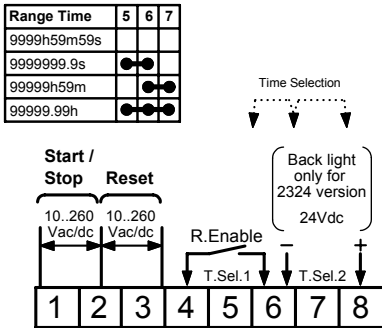 Range Time 5 6 7
9999h59m59s
9999999.9s
99999h59m
99999.99h
Time Selection
Start / Stop
Reset
Back light
only for
2324 version
24Vdc
10..260
Vac/dc
10..260
Vac/dc
R.Enable
− +
T.Sel.1 T.Sel.2
1 2 3 4 5 6 7 8